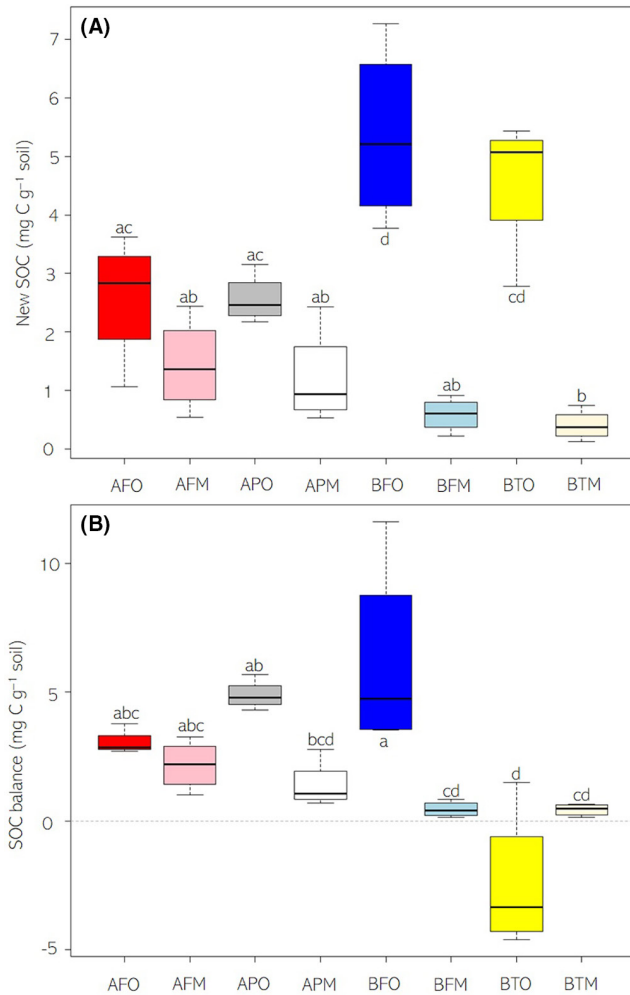 (A)
New SOC (mg C g⁻¹ soil)
7
6
5
4
3
2
1
0
ac
ab
ac
ab
d
ab
cd
b
AFO AFM APO APM BFO BFM BTO BTM
(B)
SOC balance (mg C g⁻¹ soil)
10
5
0
-5
abc
abc
ab
bcd
a
cd
d
cd
AFO AFM APO APM BFO BFM BTO BTM